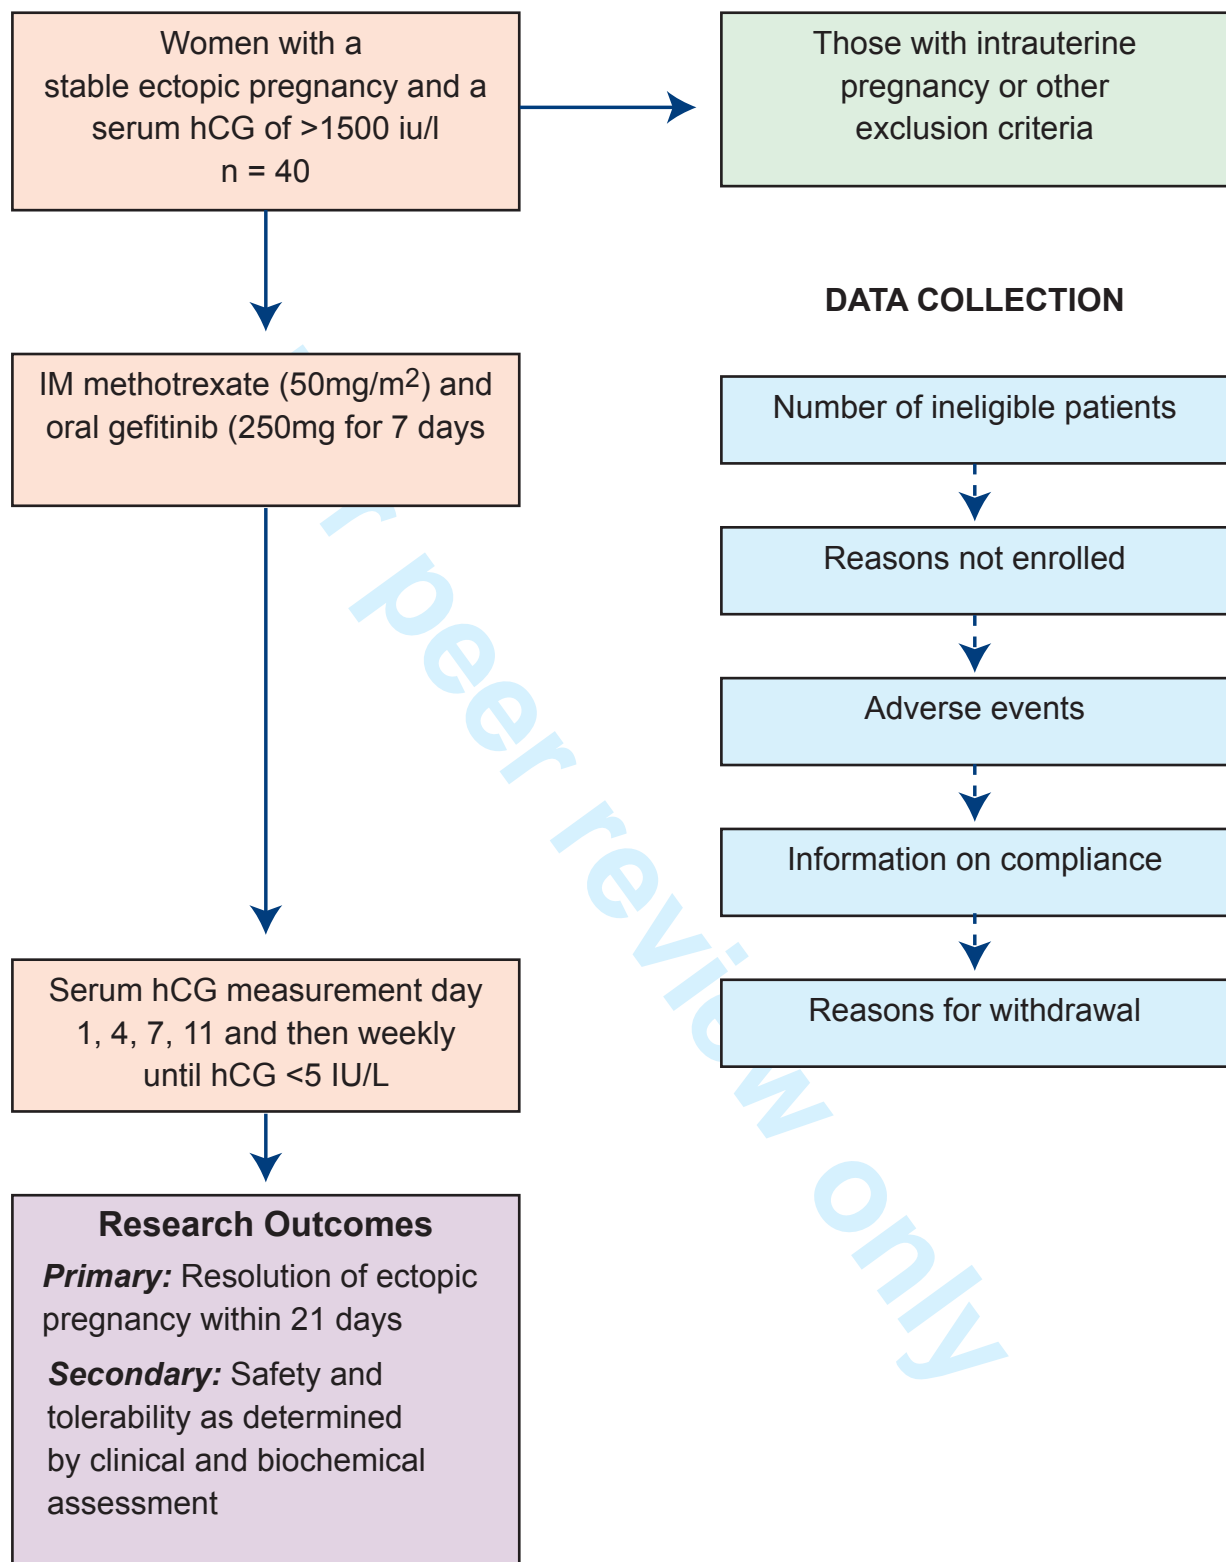 Women with a
stable ectopic pregnancy and a
serum hCG of >1500 iu/l
n = 40
Those with intrauterine
pregnancy or other
exclusion criteria
DATA COLLECTION
IM methotrexate (50mg/m²) and
oral gefitinib (250mg for 7 days
Number of ineligible patients
Reasons not enrolled
Adverse events
Information on compliance
Reasons for withdrawal
Serum hCG measurement day
1, 4, 7, 11 and then weekly
until hCG <5 IU/L
Research Outcomes
Primary: Resolution of ectopic
pregnancy within 21 days
Secondary: Safety and
tolerability as determined
by clinical and biochemical
assessment
peer review only